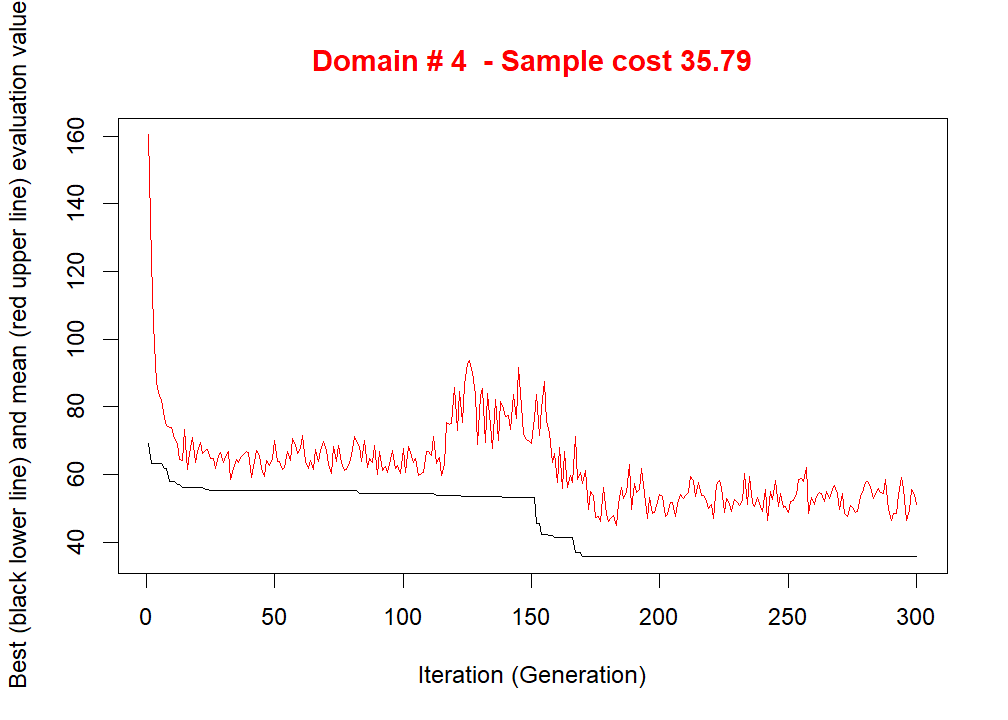 Domain # 4  - Sample cost 35.79
Best (black lower line) and mean (red upper line) evaluation value
160
140
120
100
80
60
40
0 50 100 150 200 250 300
Iteration (Generation)